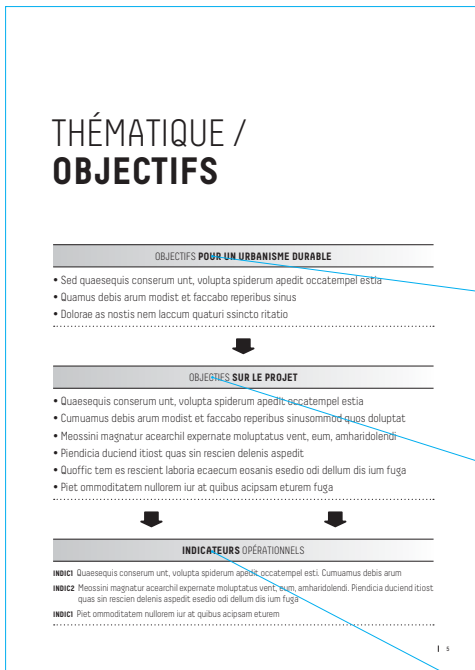 THÉMATIQUE /
OBJECTIFS
OBJECTIFS POUR UN URBANISME DURABLE
• Sed quaesequis conserum unt, volupta spiderum apedit occatempel estia
• Quamus debis arum modist et faccabo reperibus sinus
• Dolorae as nostis nem laccum quaturi ssincto ritatio
OBJECTIFS SUR LE PROJET
• Quaesequis conserum unt, volupta spiderum apedit occatempel estia
• Cumuamus debis arum modist et faccabo reperibus sinusommod quos doluptat
• Meossini magnatur acearchil expernate moluptatus vent, eum, amharidolendi
• Piendicia duciend itiost quas sin rescien delenis aspedit
• Quoffic tem es rescient laboria ecaecum eosanis esedio odi dellum dis ium fuga
• Piet ommoditatem nullorem iur at quibus acipsam eturem fuga
INDICATEURS OPÉRATIONNELS
INDIC1 Quaesequis conserum unt, volupta spiderum apedit occatempel esti. Cumuamus debis arum
INDIC2 Meossini magnatur acearchil expernate moluptatus vent, eum, amharidolendi. Piendicia duciend itiost
quas sin rescien delenis aspedit esedio odi dellum dis ium fuga
INDIC1 Piet ommoditatem nullorem iur at quibus acipsam eturem
5